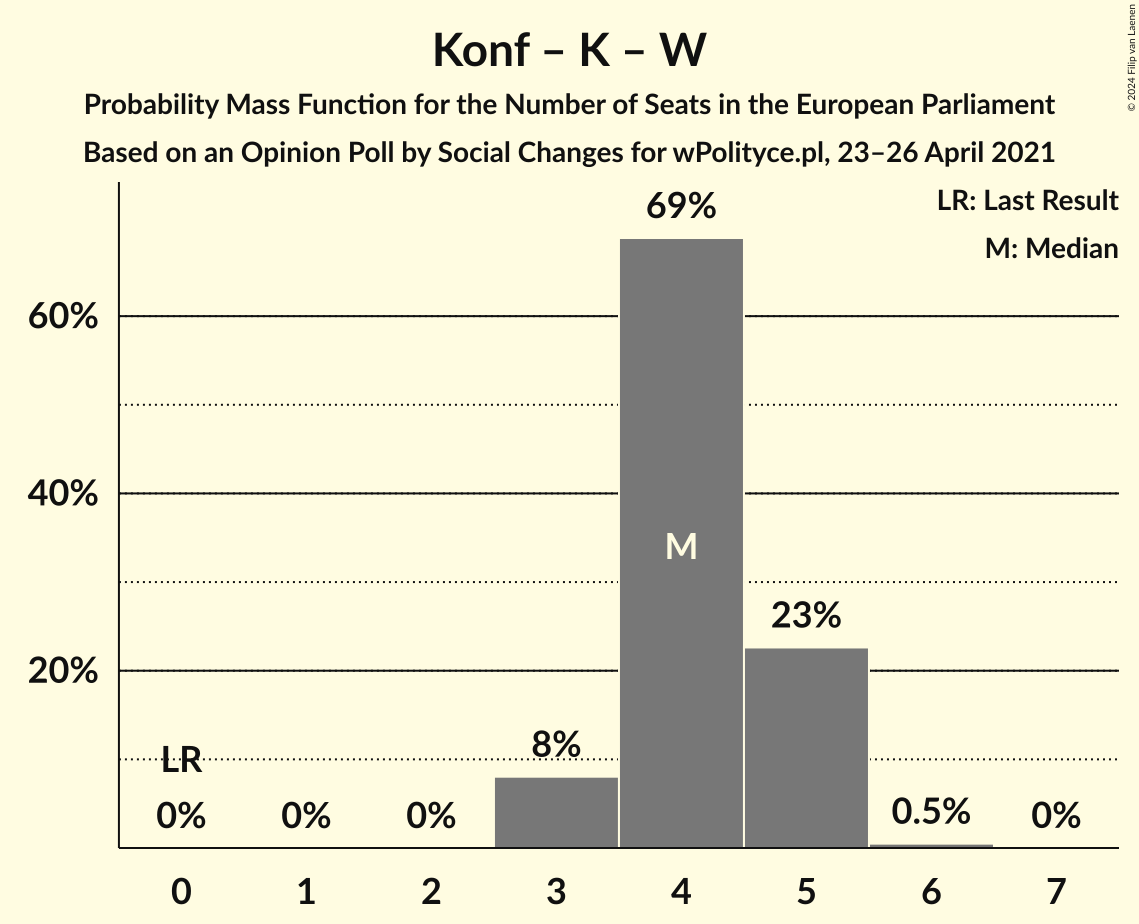 Konf – K – W
Probability Mass Function for the Number of Seats in the European Parliament
Based on an Opinion Poll by Social Changes for wPolityce.pl, 23–26 April 2021
© 2024 Filip van Laenen
LR: Last Result
M: Median
69%
60%
40%
M
23%
20%
8%
LR
0%
0%
0%
0.5%
0%
0
1
2
3
4
5
6
7